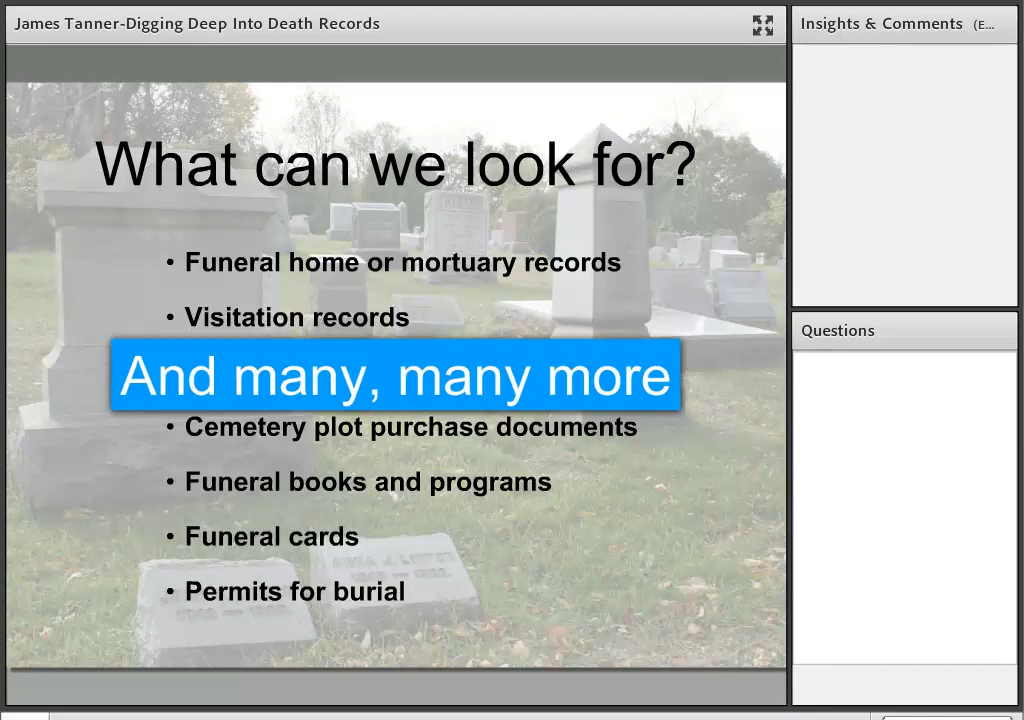 James Tanner-Digging Deep Into Death Records
Insights & Comments (E...
What can we look for?
• Funeral home or mortuary records
• Visitation records
And many, many more
Questions
• Cemetery plot purchase documents
• Funeral books and programs
• Funeral cards
• Permits for burial